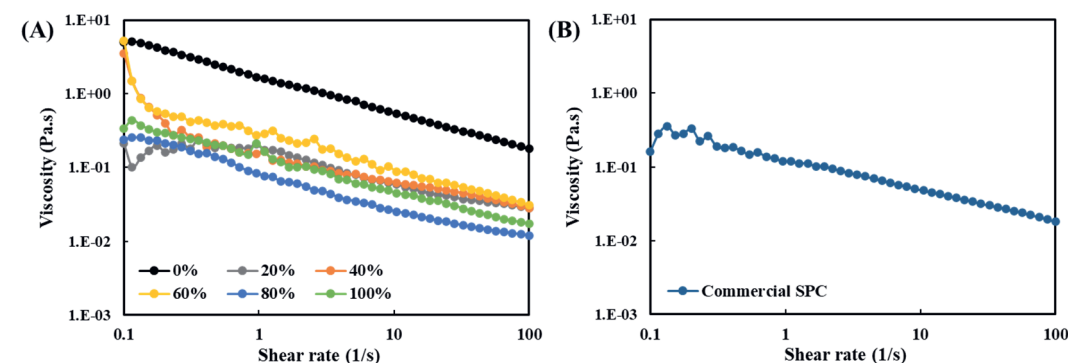 (A)
Viscosity (Pa.s)
1.E+01
1.E+00
1.E-01
1.E-02
1.E-03
0% 20% 40%
60% 80% 100%
0.1 1 10 100
Shear rate (1/s)
(B)
Viscosity (Pa.s)
1.E+01
1.E+00
1.E-01
1.E-02
1.E-03
Commercial SPC
0.1 1 10 100
Shear rate (1/s)